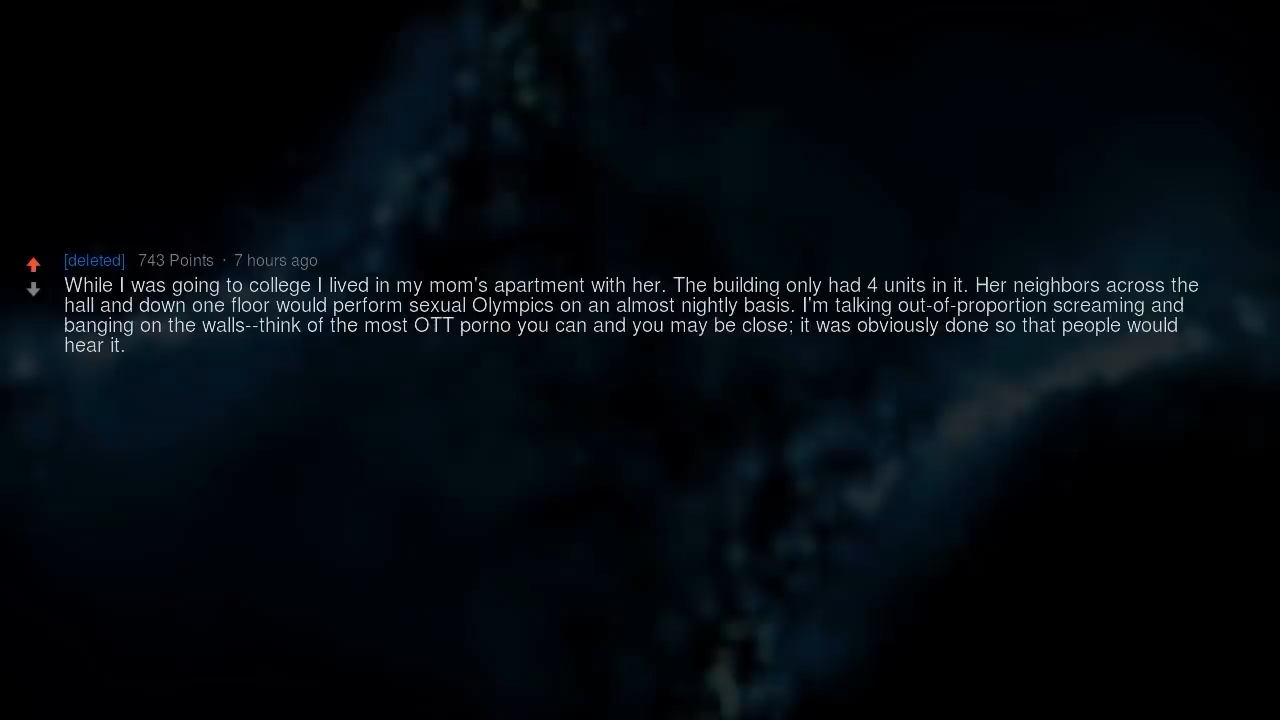 [deleted] 743 Points · 7 hours ago
While I was going to college I lived in my mom's apartment with her. The building only had 4 units in it. Her neighbors across the
hall and down one floor would perform sexual Olympics on an almost nightly basis. I'm talking out-of-proportion screaming and
banging on the walls--think of the most OTT porno you can and you may be close; it was obviously done so that people would
hear it.